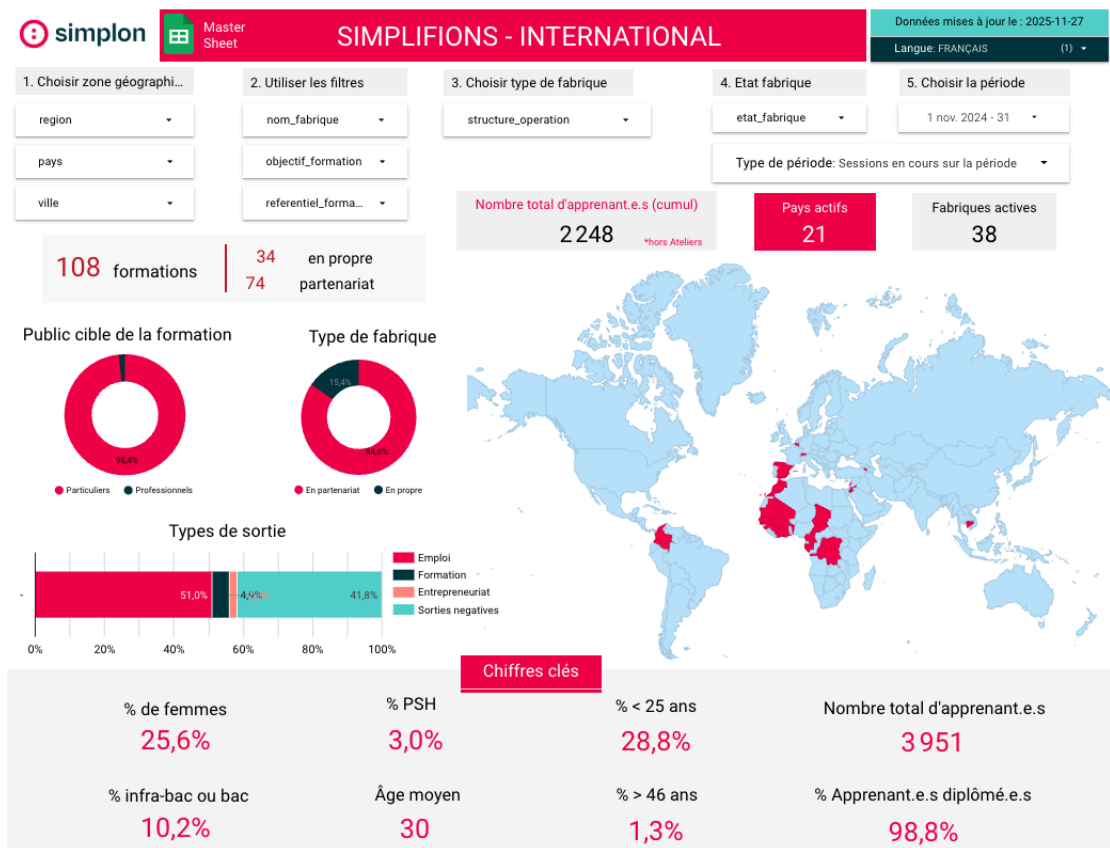 simplon
Master
Sheet
SIMPLIFIONS - INTERNATIONAL
Données mises à jour le : 2025-11-27
Langue: FRANÇAIS (1)
1. Choisir zone géographi...
2. Utiliser les filtres
3. Choisir type de fabrique
4. Etat fabrique
5. Choisir la période
region
nom_fabrique
structure_operation
etat_fabrique
1 nov. 2024 - 31
pays
objectif_formation
Type de période: Sessions en cours sur la période
ville
referentiel_forma...
Nombre total d'apprenant.e.s (cumul)
2 248
*hors Ateliers
Pays actifs
21
Fabriques actives
38
108 formations
34 en propre
74 partenariat
Public cible de la formation
98,4%
Particuliers Professionnels
Type de fabrique
15,4%
84,6%
En partenariat En propre
Types de sortie
51,0% 4,9% 41,8%
0% 20% 40% 60% 80% 100%
Emploi
Formation
Entrepreneuriat
Sorties negatives
Chiffres clés
% de femmes
25,6%
% PSH
3,0%
% < 25 ans
28,8%
Nombre total d'apprenant.e.s
3 951
% infra-bac ou bac
10,2%
Âge moyen
30
% > 46 ans
1,3%
% Apprenant.e.s diplômé.e.s
98,8%